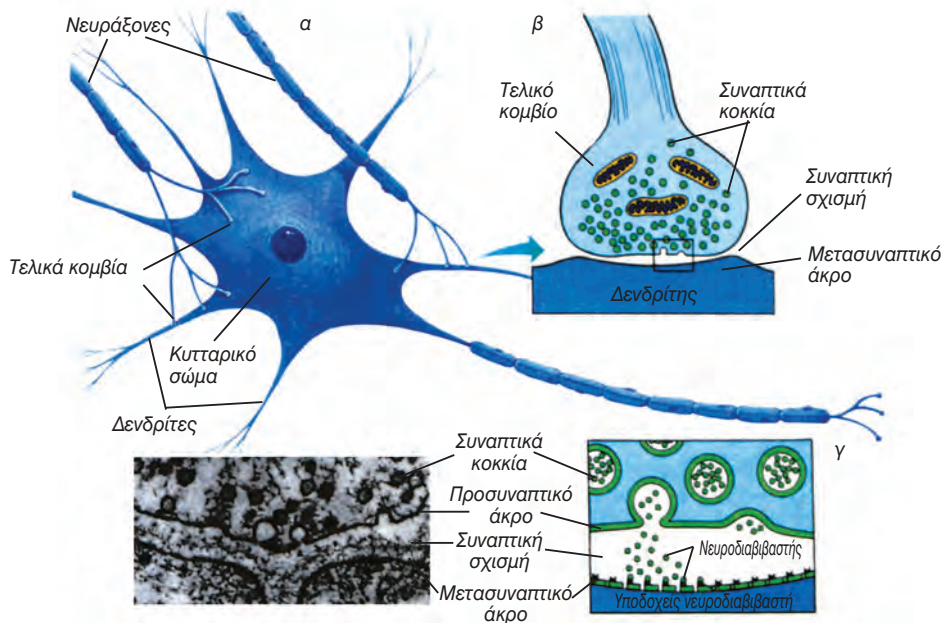 Νευράξονες
α
β
Τελικό
κομβίο
Συναπτικά
κοκκία
Συναπτική
σχισμή
Μετασυναπτικό
άκρο
Δενδρίτης
Τελικά κομβία
Κυτταρικό
σώμα
Δενδρίτες
γ
Συναπτικά
κοκκία
Προσυναπτικό
άκρο
Συναπτική
σχισμή
Μετασυναπτικό
άκρο
Νευροδιαβιβαστής
Υποδοχείς νευροδιαβιβαστή